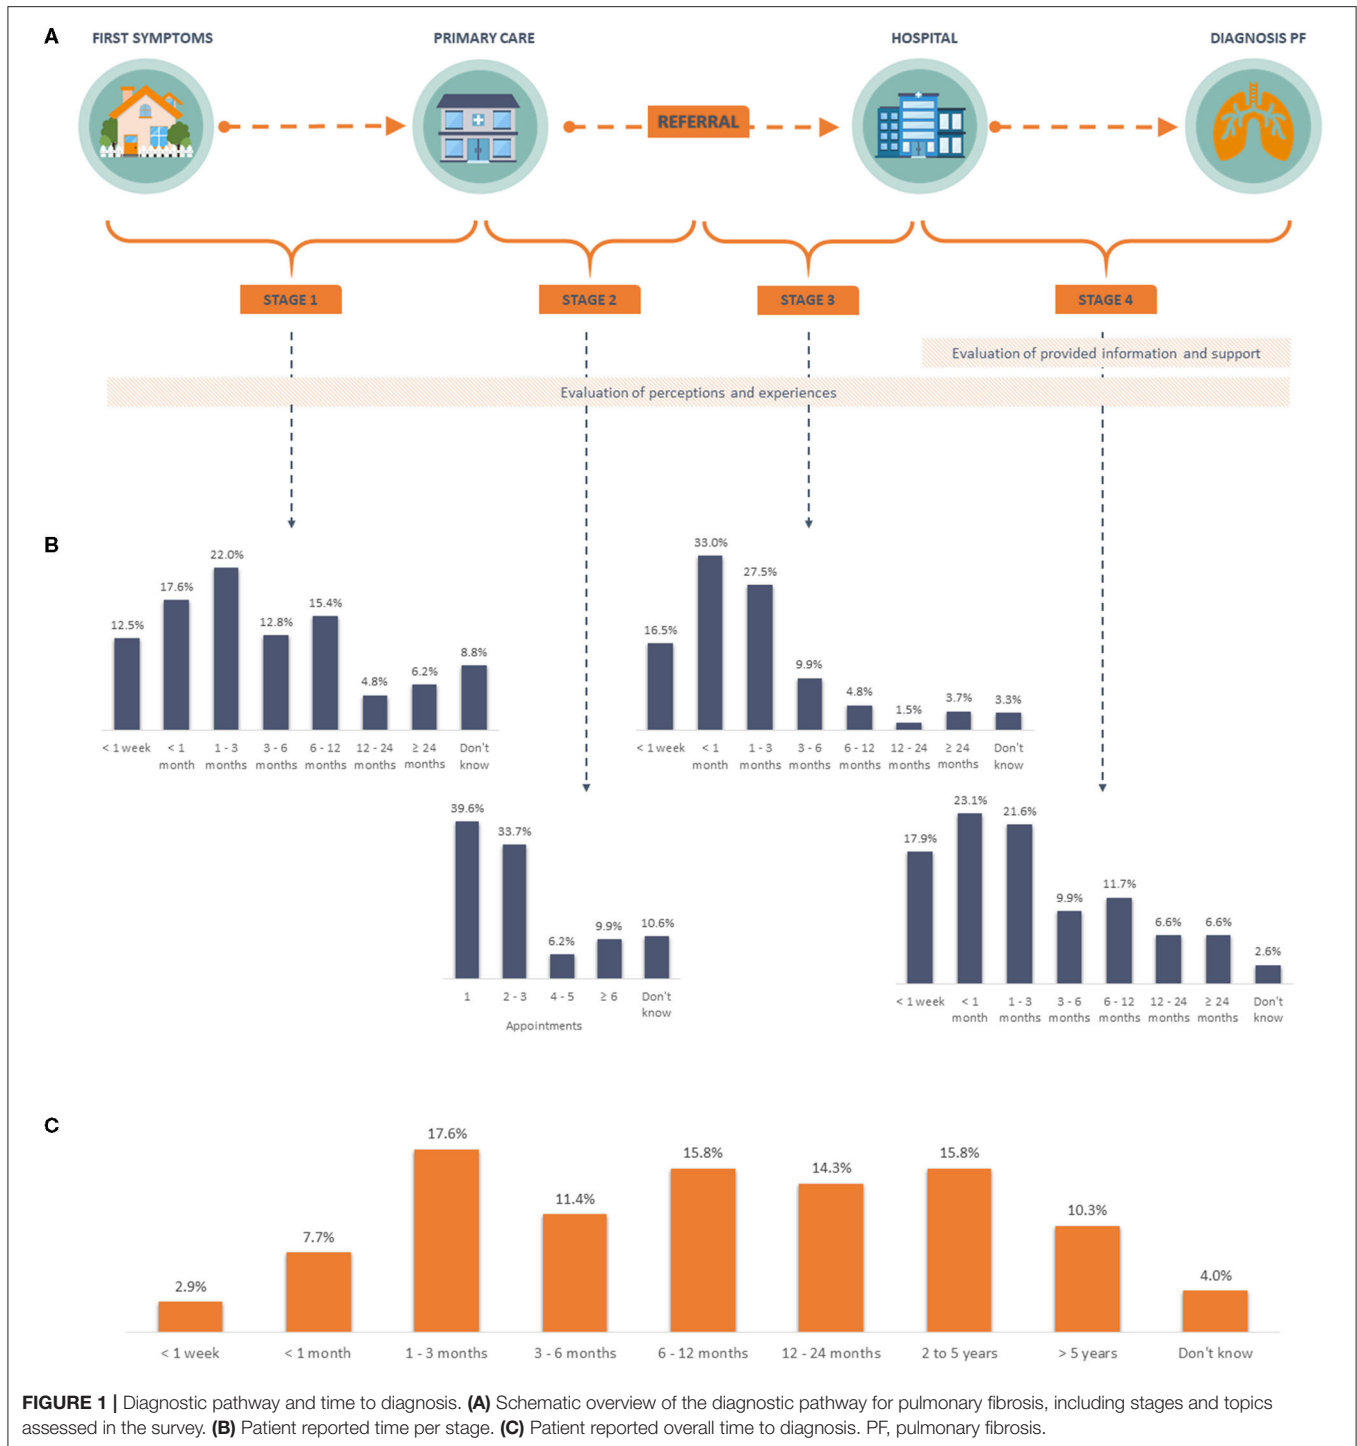 A
FIRST SYMPTOMS
PRIMARY CARE
HOSPITAL
DIAGNOSIS PF
REFERRAL
STAGE 1
STAGE 2
STAGE 3
STAGE 4
Evaluation of provided information and support
Evaluation of perceptions and experiences
B
12.5%
17.6%
22.0%
12.8%
15.4%
4.8%
6.2%
8.8%
< 1 week
< 1
month
1 - 3
months
3 - 6
months
6 - 12
months
12 - 24
months
≥ 24
months
Don't
know
16.5%
33.0%
27.5%
9.9%
4.8%
1.5%
3.7%
3.3%
< 1 week
< 1
month
1 - 3
months
3 - 6
months
6 - 12
months
12 - 24
months
≥ 24
months
Don't
know
39.6%
33.7%
6.2%
9.9%
10.6%
1
2 - 3
4 - 5
≥ 6
Don't
know
Appointments
17.9%
23.1%
21.6%
9.9%
11.7%
6.6%
6.6%
2.6%
< 1 week
< 1
month
1 - 3
months
3 - 6
months
6 - 12
months
12 - 24
months
≥ 24
months
Don't
know
C
2.9%
7.7%
17.6%
11.4%
15.8%
14.3%
15.8%
10.3%
4.0%
< 1 week
< 1 month
1 - 3 months
3 - 6 months
6 - 12 months
12 - 24 months
2 to 5 years
> 5 years
Don't know
FIGURE 1 | Diagnostic pathway and time to diagnosis. (A) Schematic overview of the diagnostic pathway for pulmonary fibrosis, including stages and topics
assessed in the survey. (B) Patient reported time per stage. (C) Patient reported overall time to diagnosis. PF, pulmonary fibrosis.